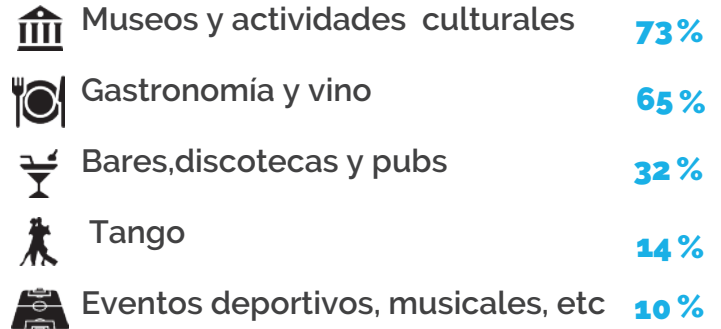 Museos y actividades culturales 73%
Gastronomía y vino 65%
Bares,discotecas y pubs 32%
Tango 14%
Eventos deportivos, musicales, etc 10%